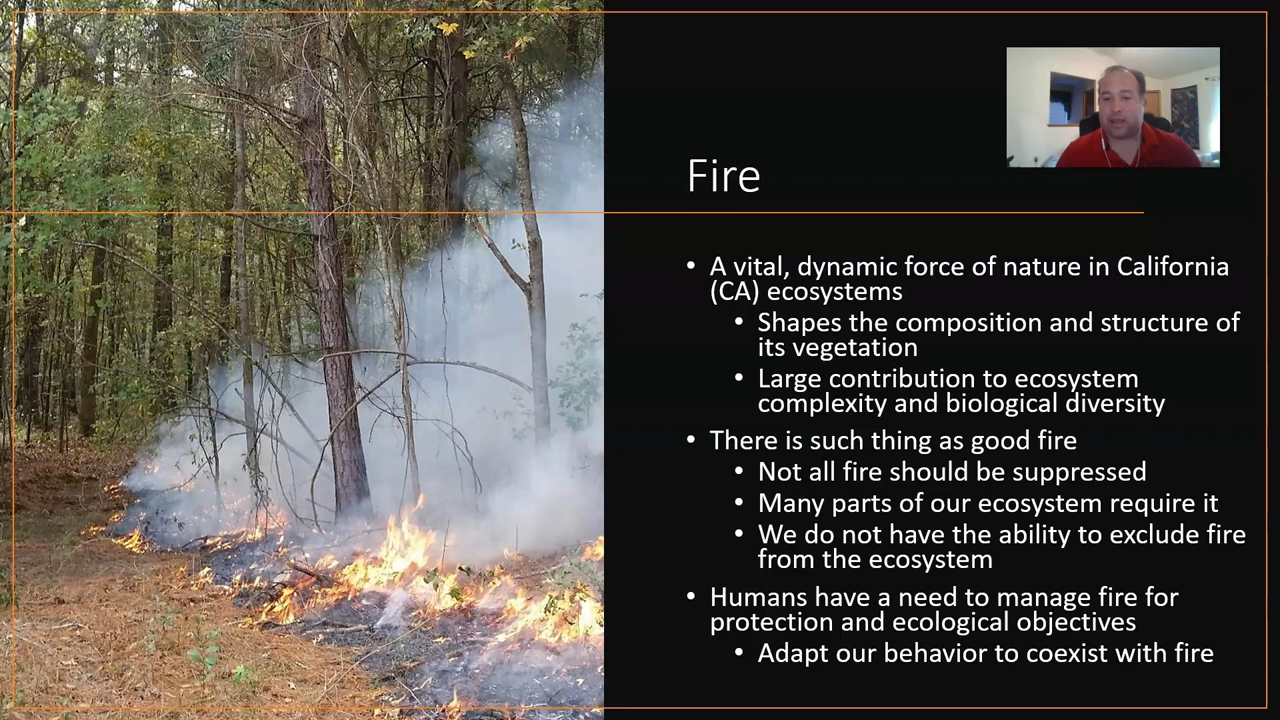 Fire
• A vital, dynamic force of nature in California
(CA) ecosystems
• Shapes the composition and structure of
its vegetation
• Large contribution to ecosystem
complexity and biological diversity
• There is such thing as good fire
• Not all fire should be suppressed
• Many parts of our ecosystem require it
• We do not have the ability to exclude fire
from the ecosystem
• Humans have a need to manage fire for
protection and ecological objectives
• Adapt our behavior to coexist with fire